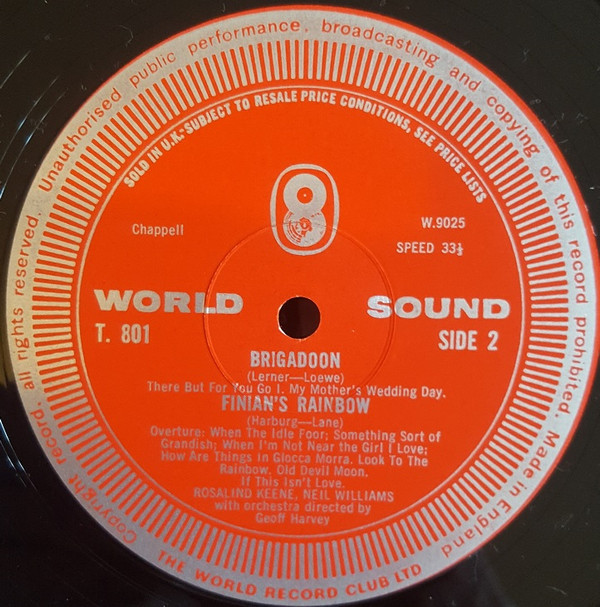 Copyright record, all rights reserved. Unauthorised public performance, broadcasting and copying of this record prohibited. Made in England
SOLD IN U.K-SUBJECT TO RESALE PRICE CONDITIONS, SEE PRICE LISTS
Chappell
W.9025
SPEED 33⅓
WORLD SOUND
T. 801
SIDE 2
BRIGADOON
(Lerner—Loewe)
There But For You Go I. My Mother's Wedding Day.
FINIAN'S RAINBOW
(Harburg—Lane)
Overture: When The Idle Poor; Something Sort of
Grandish; When I'm Not Near the Girl I Love;
How Are Things in Glocca Morra. Look To The
Rainbow. Old Devil Moon.
If This Isn't Love.
ROSALIND KEENE, NEIL WILLIAMS
with orchestra directed by
Geoff Harvey
THE WORLD RECORD CLUB LTD